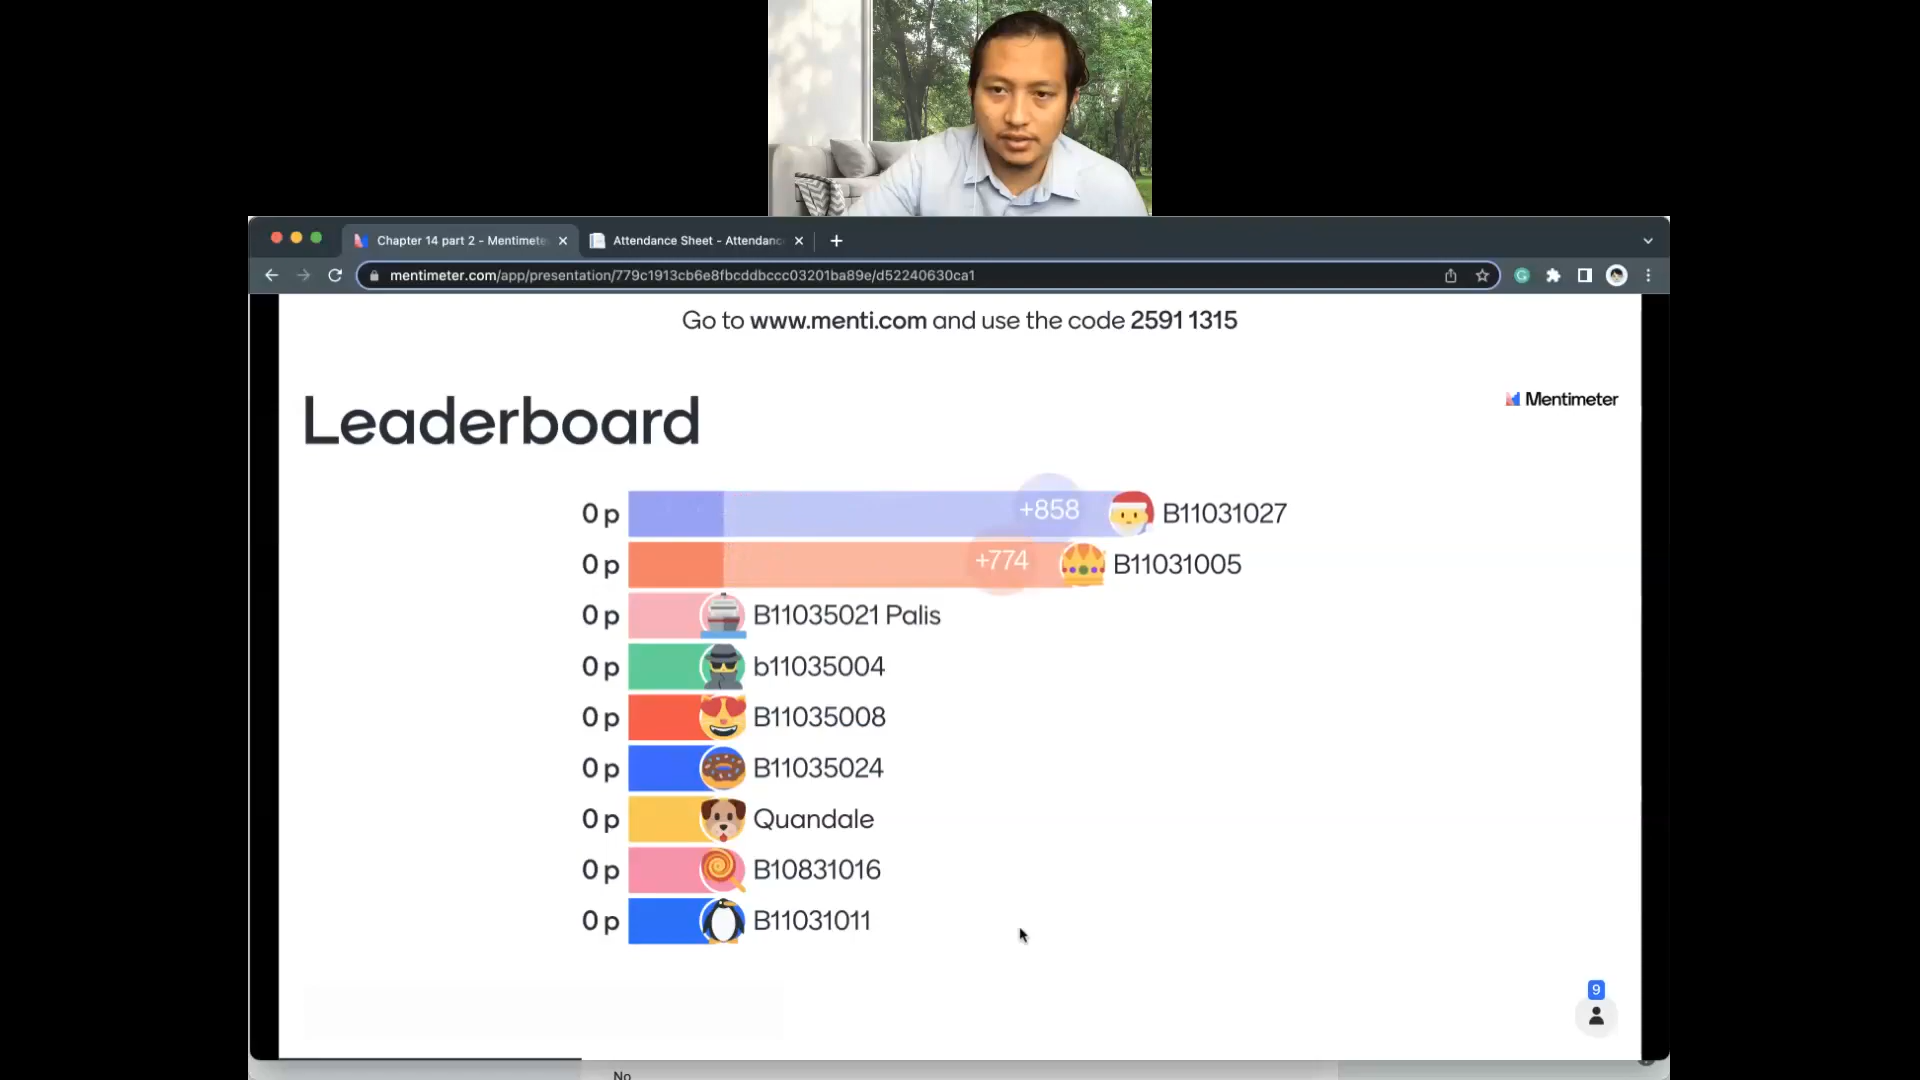 Chapter 14 part 2 - Mentimete
Attendance Sheet - Attendanc
mentimeter.com/app/presentation/779c1913cb6e8fbcddbccc03201ba89e/d52240630ca1
Go to www.menti.com and use the code 2591 1315
Leaderboard
Mentimeter
0 p +858 B11031027
0 p +774 B11031005
0 p B11035021 Palis
0 p b11035004
0 p B11035008
0 p B11035024
0 p Quandale
0 p B10831016
0 p B11031011
9
No